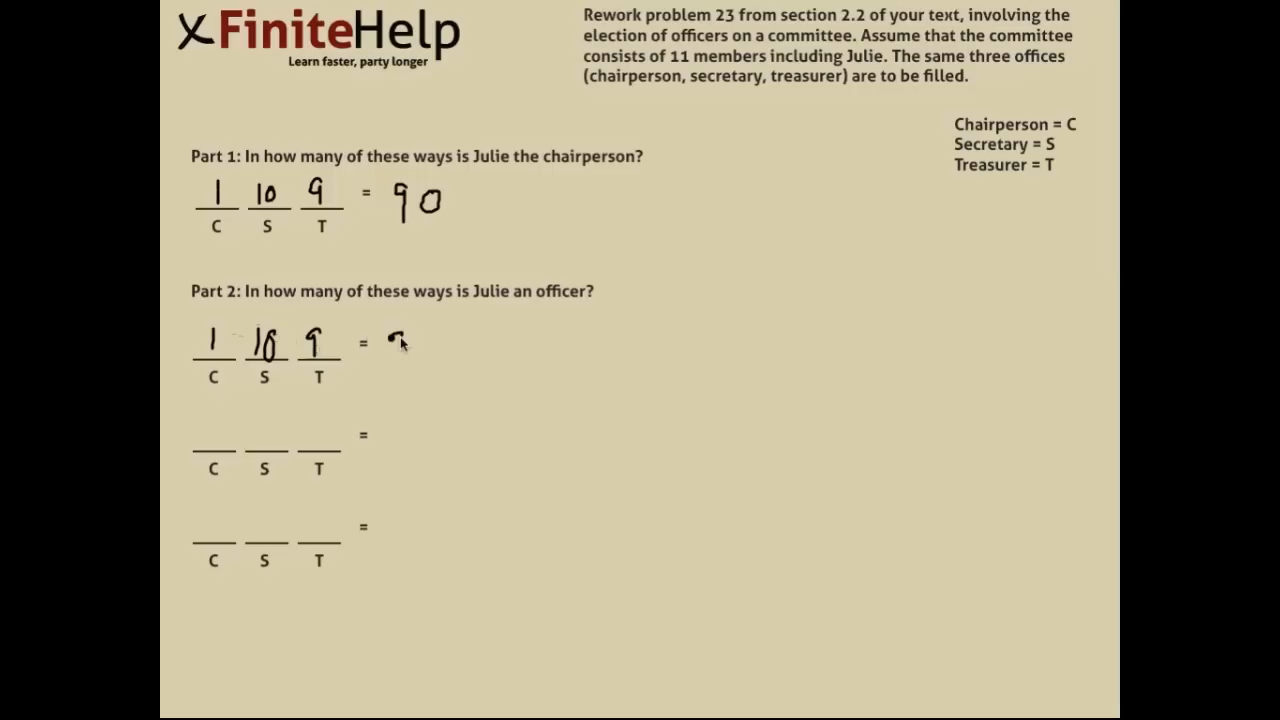 xFiniteHelp
Learn faster, party longer
Rework problem 23 from section 2.2 of your text, involving the
election of officers on a committee. Assume that the committee
consists of 11 members including Julie. The same three offices
(chairperson, secretary, treasurer) are to be filled.
Chairperson = C
Secretary = S
Treasurer = T
Part 1: In how many of these ways is Julie the chairperson?
1 10 9 = 90
C S T
Part 2: In how many of these ways is Julie an officer?
1 10 9 =
C S T
=
C S T
=
C S T